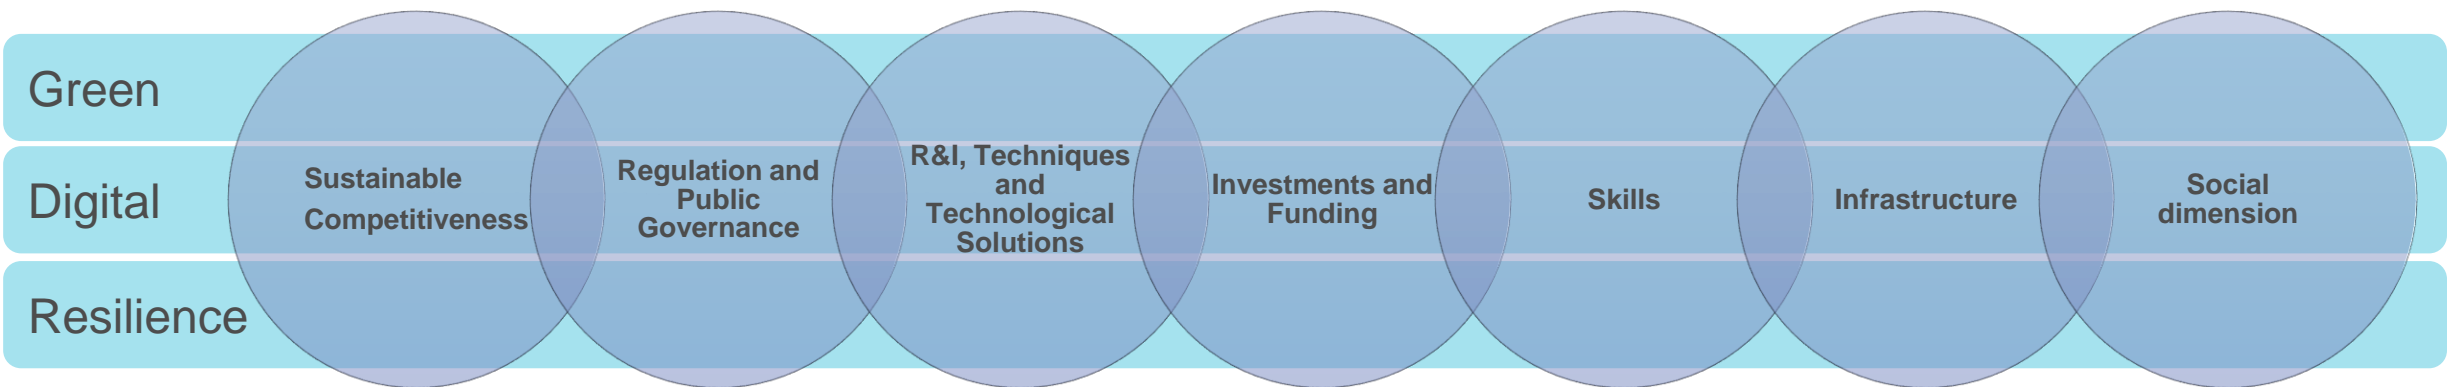 Green
Digital
Resilience
Sustainable
Competitiveness
Regulation and
Public
Governance
R&I, Techniques
and
Technological
Solutions
Investments and
Funding
Skills
Infrastructure
Social
dimension